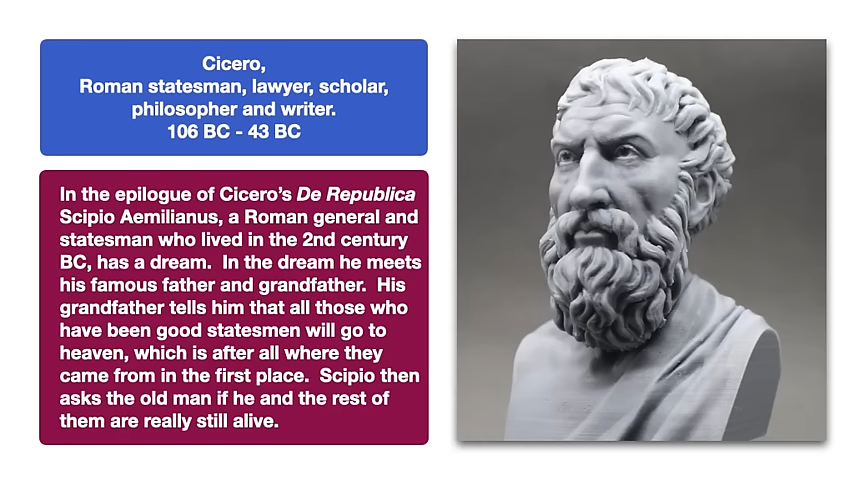 Cicero,
Roman statesman, lawyer, scholar,
philosopher and writer.
106 BC - 43 BC
In the epilogue of Cicero’s De Republica
Scipio Aemilianus, a Roman general and
statesman who lived in the 2nd century
BC, has a dream.  In the dream he meets
his famous father and grandfather.  His
grandfather tells him that all those who
have been good statesmen will go to
heaven, which is after all where they
came from in the first place.  Scipio then
asks the old man if he and the rest of
them are really still alive.